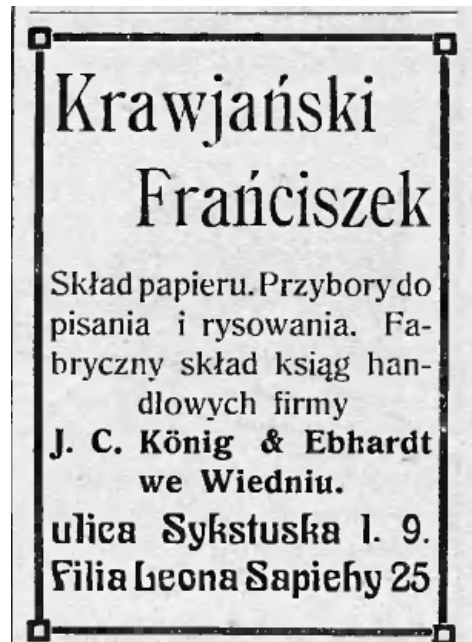 Krawjański
Frańciszek
Skład papieru. Przybory do
pisania i rysowania. Fa-
bryczny skład ksiąg han-
dlowych firmy
J. C. König & Ebhardt
we Wiedniu.
ulica Sykstuska l. 9.
Filia Leona Sapiehy 25